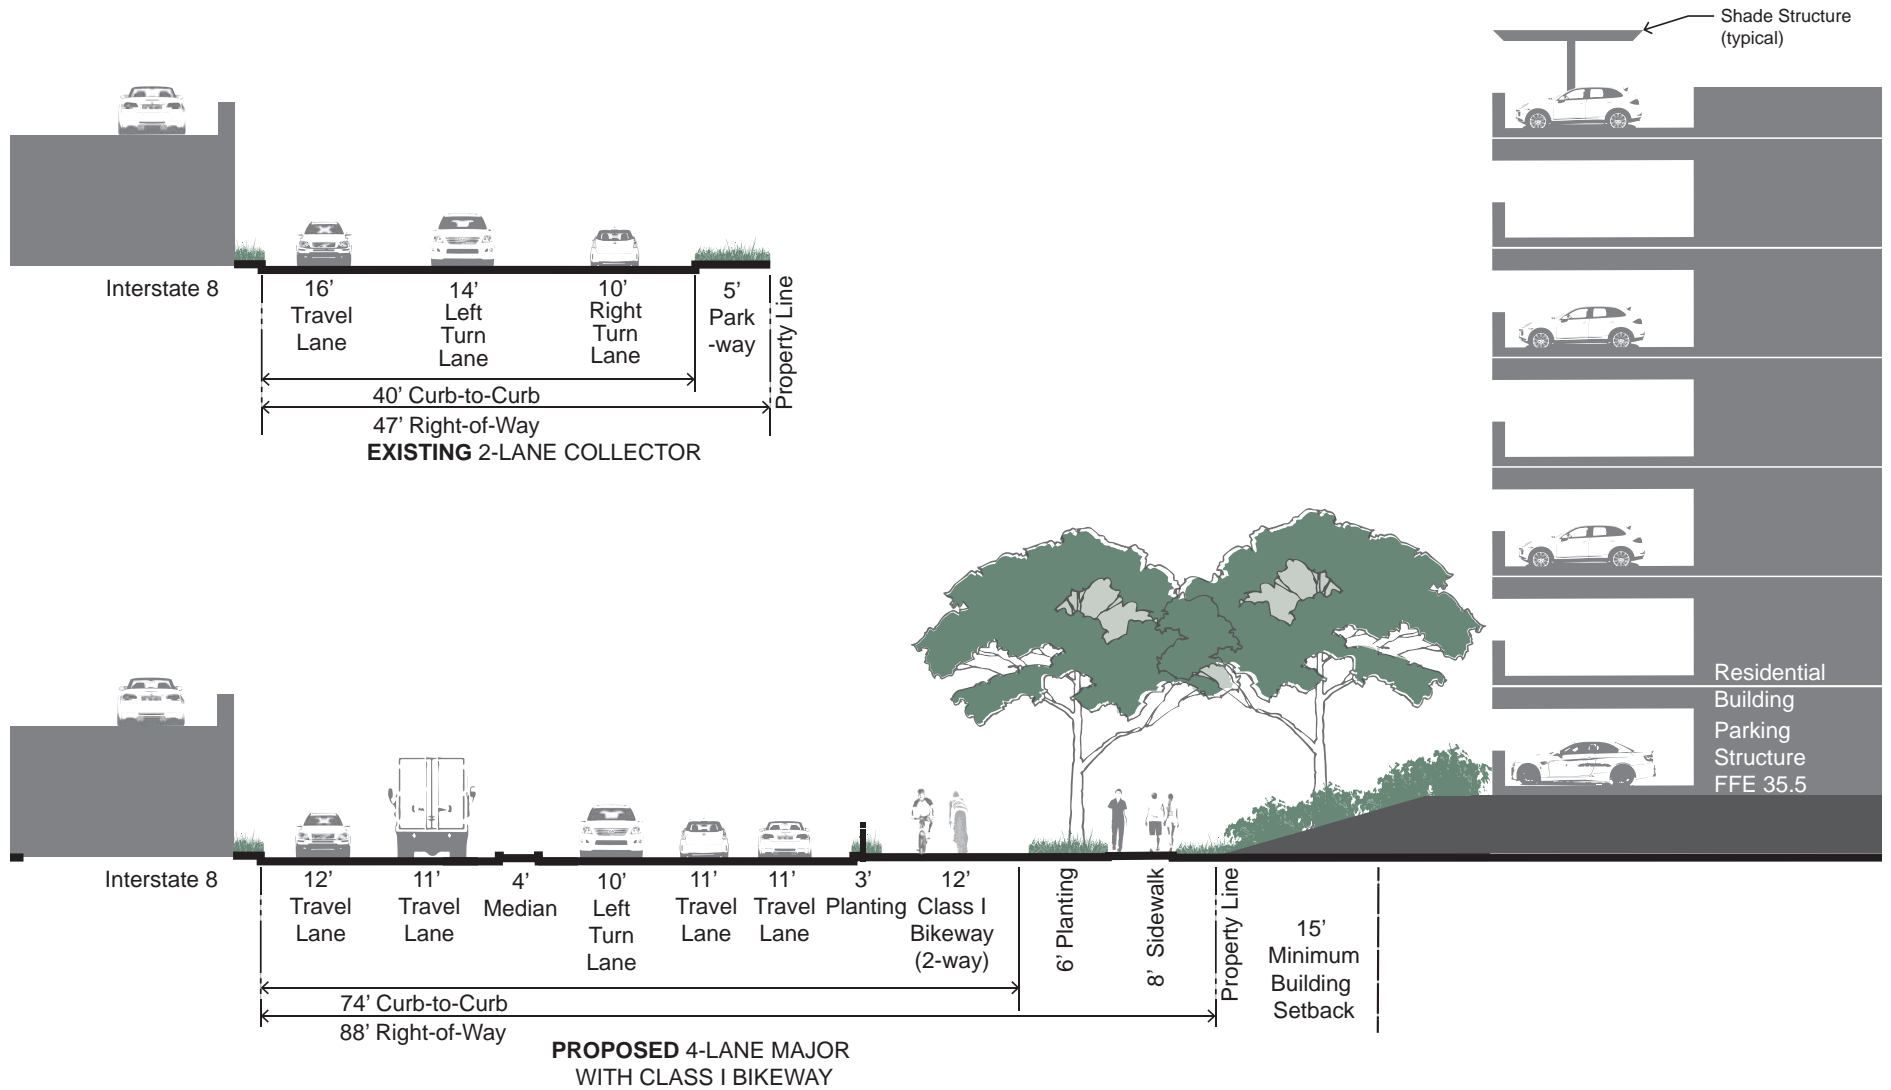 Shade Structure
(typical)
Interstate 8
16’
Travel
Lane
14’
Left
Turn
Lane
10’
Right
Turn
Lane
5’
Park
-way
Property Line
40’ Curb-to-Curb
47’ Right-of-Way
EXISTING 2-LANE COLLECTOR
Residential
Building
Parking
Structure
FFE 35.5
Interstate 8
12’
Travel
Lane
11’
Travel
Lane
4’
Median
10’
Left
Turn
Lane
11’
Travel
Lane
11’
Travel
Lane
3’
Planting
12’
Class I
Bikeway
(2-way)
6’ Planting
8’ Sidewalk
Property Line
15’
Minimum
Building
Setback
74’ Curb-to-Curb
88’ Right-of-Way
PROPOSED 4-LANE MAJOR
WITH CLASS I BIKEWAY